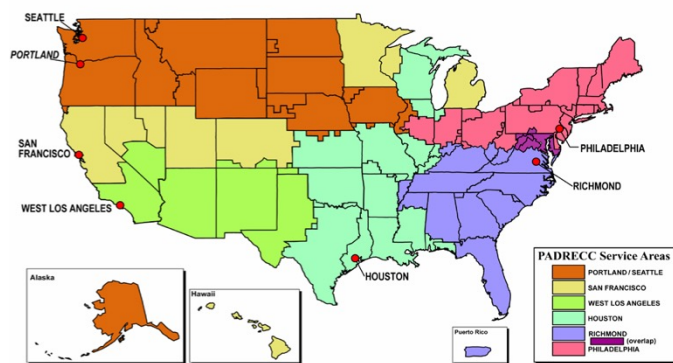 SEATTLE
PORTLAND
SAN
FRANCISCO
WEST LOS ANGELES
HOUSTON
PHILADELPHIA
RICHMOND
Alaska
Hawaii
Puerto Rico
PADRECC Service Areas
PORTLAND / SEATTLE
SAN FRANCISCO
WEST LOS ANGELES
HOUSTON
RICHMOND
(overlap)
PHILADELPHIA